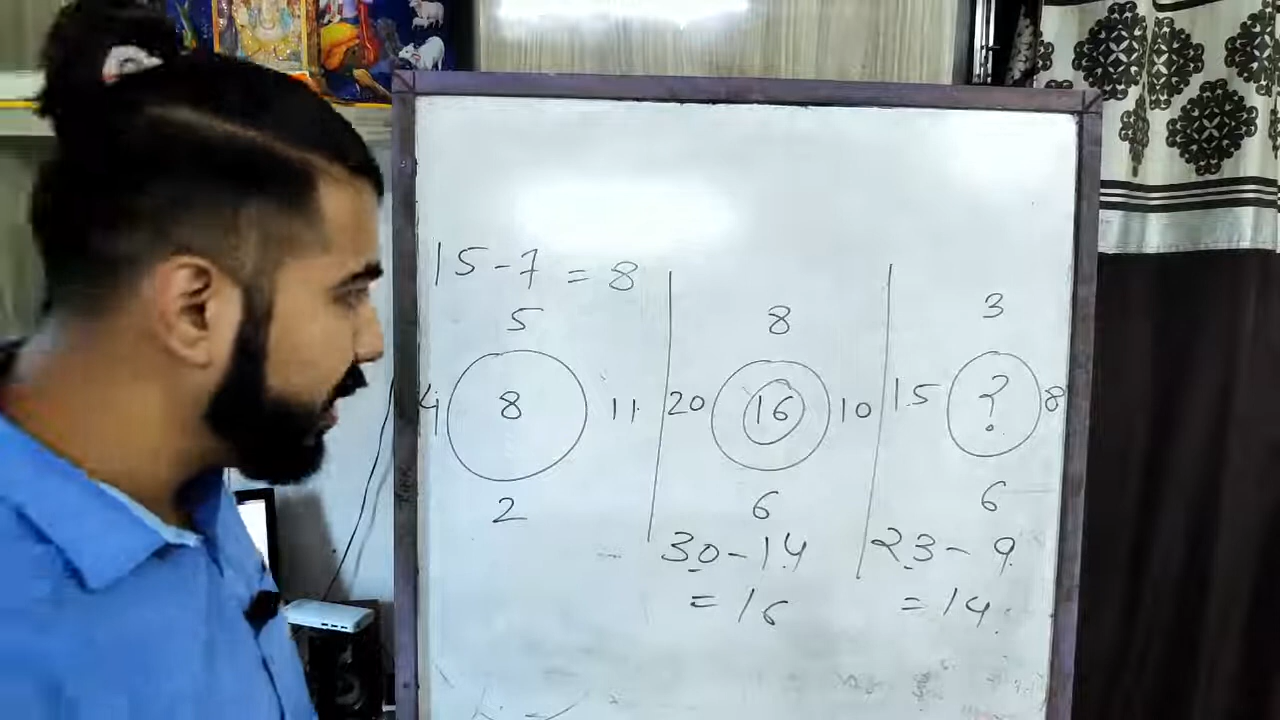 15-7 = 8
5
4 8 11
2
8
20 16 10
6
30-14
= 16
3
15 ? 8
6
23- 9
= 14